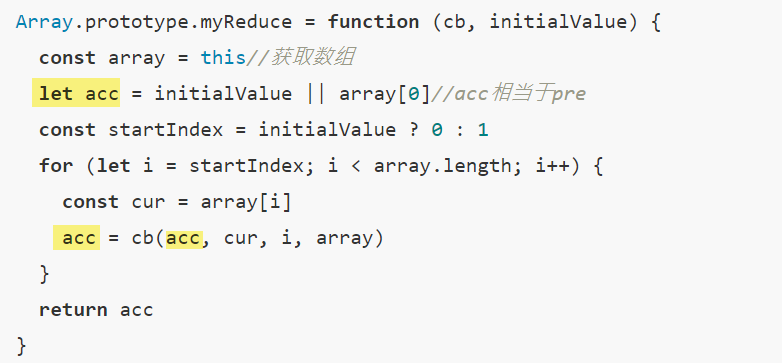 Array.prototype.myReduce = function (cb, initialValue) {
  const array = this//获取数组
  let acc = initialValue || array[0]//acc相当于pre
  const startIndex = initialValue ? 0 : 1
  for (let i = startIndex; i < array.length; i++) {
    const cur = array[i]
    acc = cb(acc, cur, i, array)
  }
  return acc
}